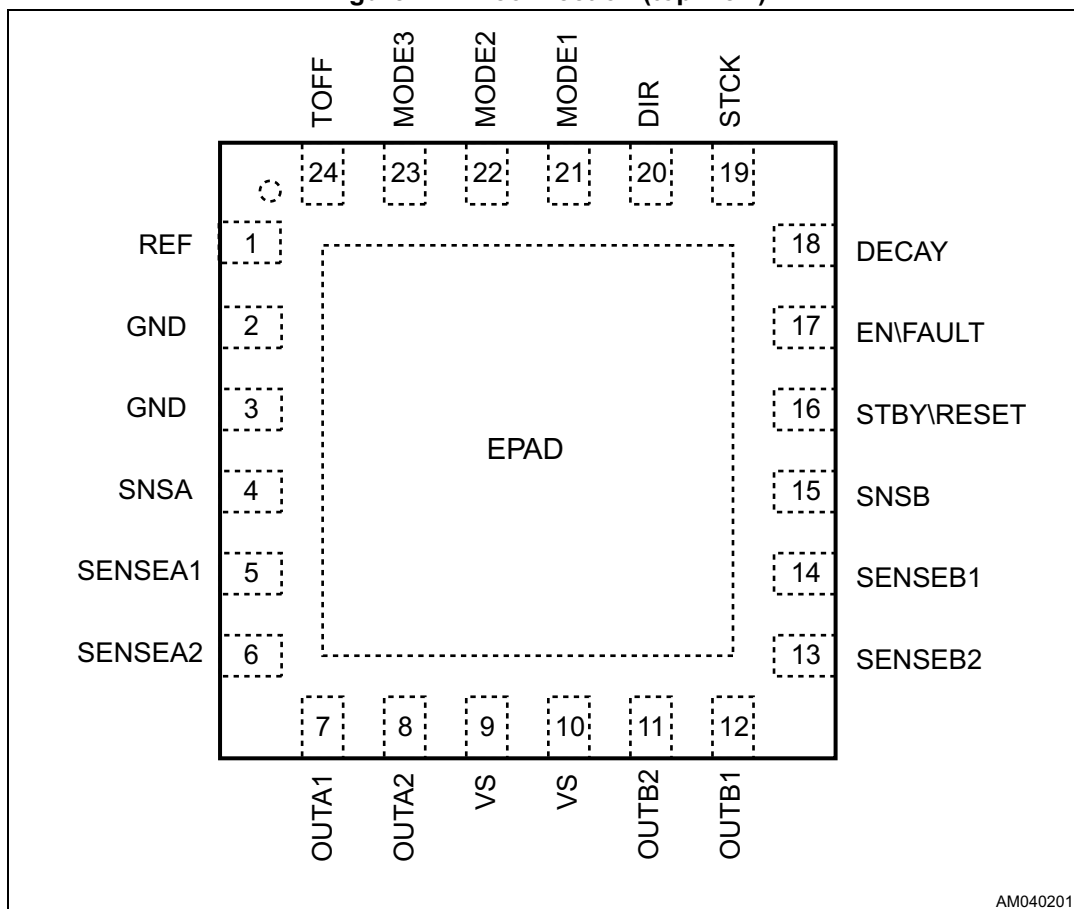 TOFF
MODE3
MODE2
MODE1
DIR
STCK
24 23 22 21 20 19
REF 1 18 DECAY
GND 2 17 EN\FAULT
GND 3 16 STBY\RESET
EPAD
SNSA 4 15 SNSB
SENSEA1 5 14 SENSEB1
SENSEA2 6 13 SENSEB2
7 8 9 10 11 12
OUTA1
OUTA2
VS
VS
OUTB2
OUTB1
AM040201